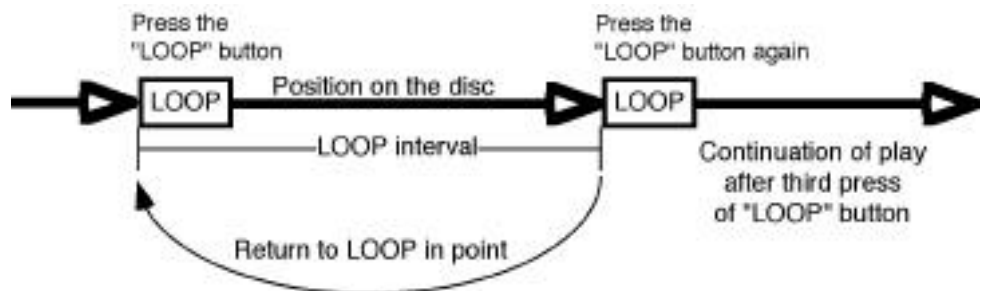 Press the
"LOOP" button
Press the
"LOOP" button again
LOOP
Position on the disc
LOOP
LOOP interval
Continuation of play
after third press
of "LOOP" button
Return to LOOP in point